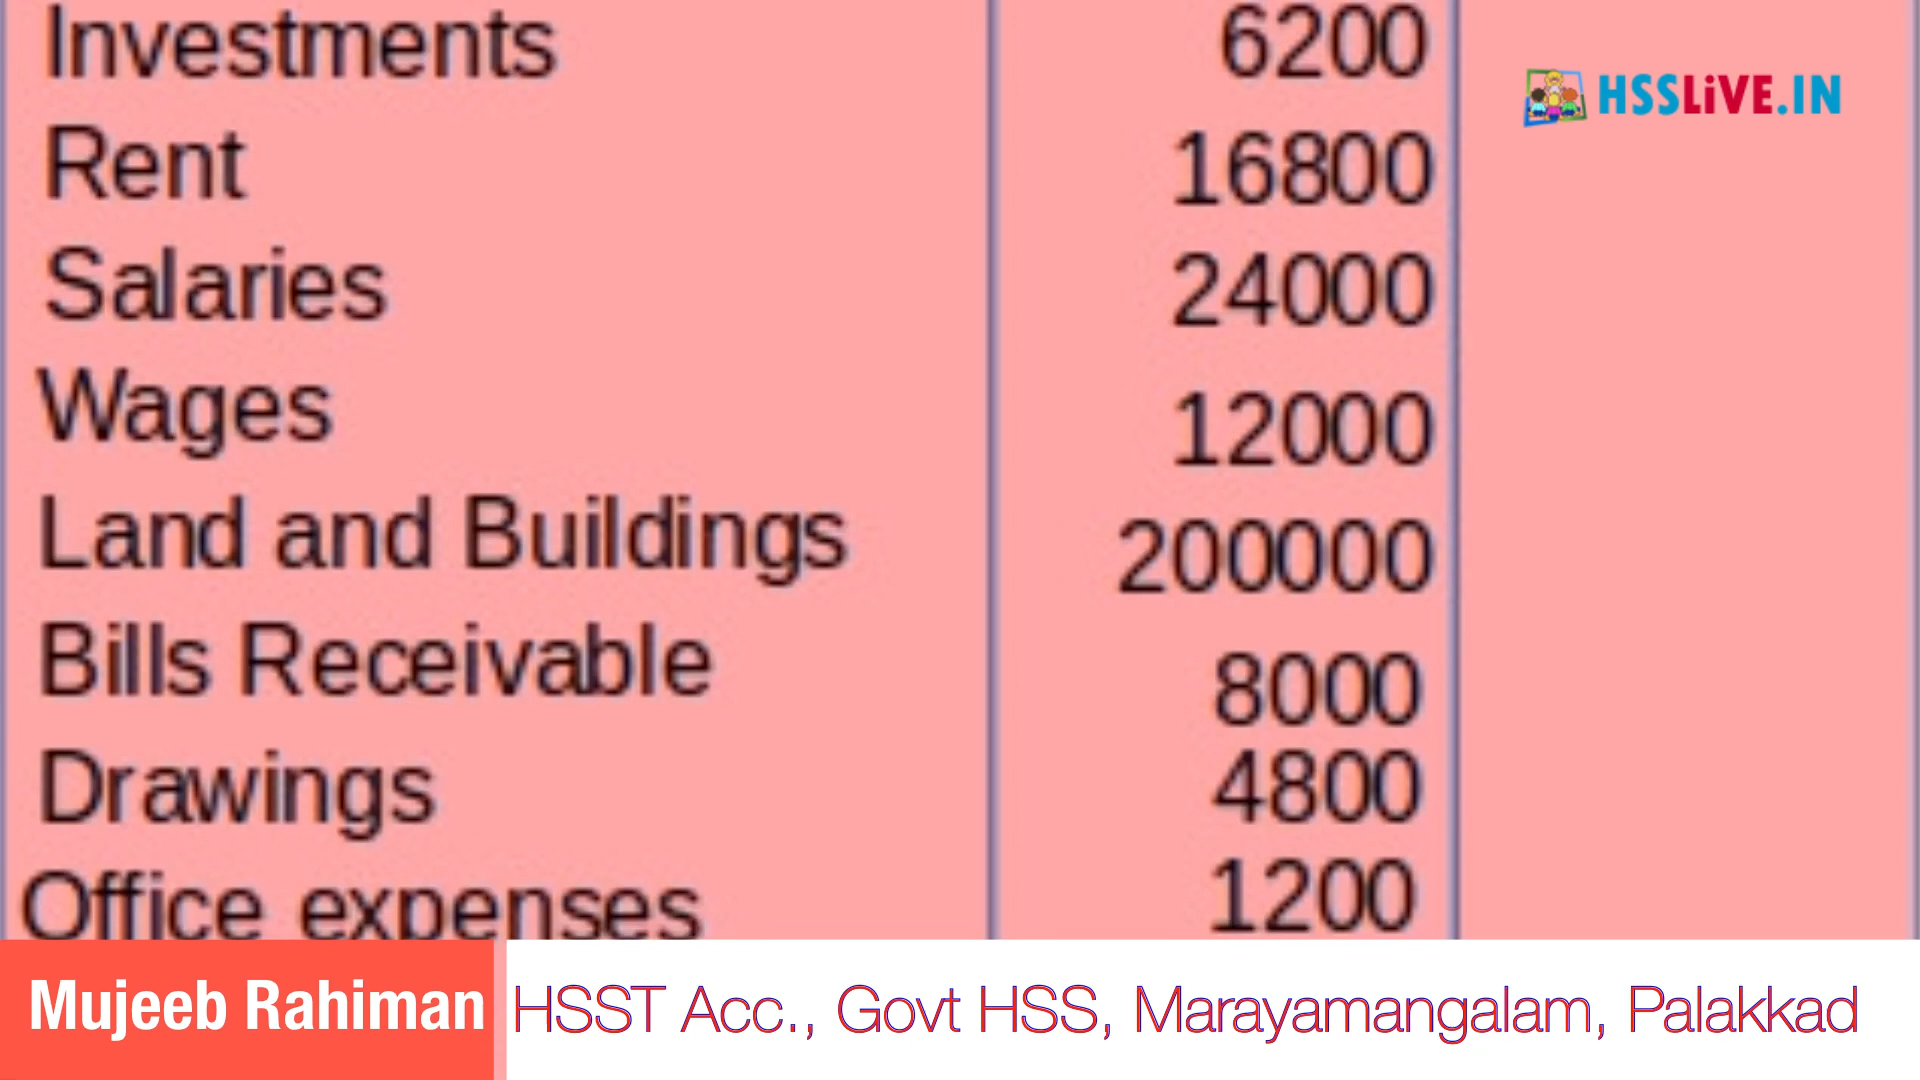 Investments 6200
HSSLiVE.IN
Rent 16800
Salaries 24000
Wages 12000
Land and Buildings 200000
Bills Receivable 8000
Drawings 4800
Office expenses 1200
Mujeeb Rahiman HSST Acc., Govt HSS, Marayamangalam, Palakkad